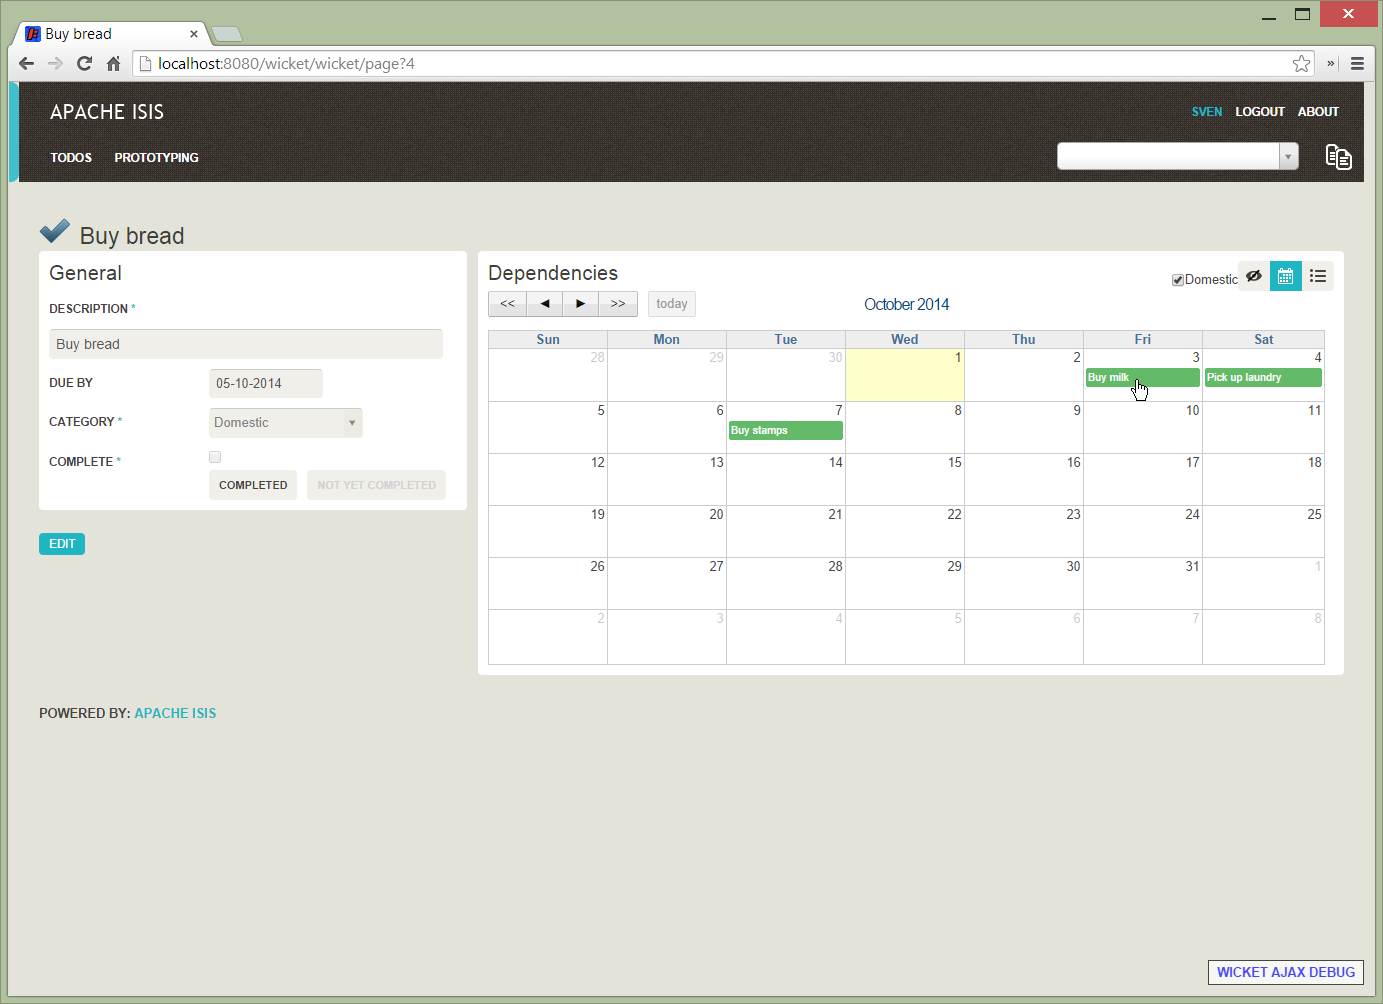 Buy bread
localhost:8080/wicket/wicket/page?4
»
APACHE ISIS
SVEN LOGOUT ABOUT
TODOS PROTOTYPING
Buy bread
General
DESCRIPTION *
Buy bread
DUE BY 05-10-2014
CATEGORY * Domestic
COMPLETE *
COMPLETED NOT YET COMPLETED
EDIT
Dependencies
Domestic
<< ◄ ► >> today October 2014
Sun Mon Tue Wed Thu Fri Sat
28 29 30 1 2 3 4
Buy milk Pick up laundry
5 6 7 8 9 10 11
Buy stamps
12 13 14 15 16 17 18
19 20 21 22 23 24 25
26 27 28 29 30 31 1
2 3 4 5 6 7 8
POWERED BY: APACHE ISIS
WICKET AJAX DEBUG